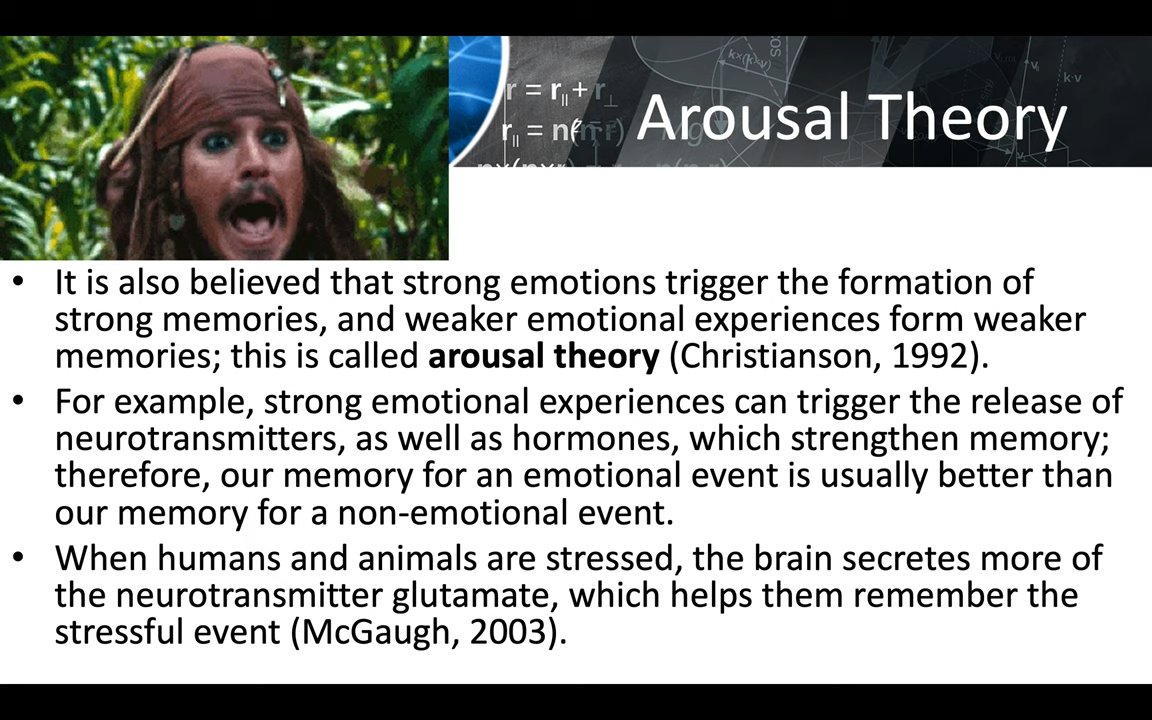 r = r|| + r⊥
Arousal Theory
• It is also believed that strong emotions trigger the formation of
strong memories, and weaker emotional experiences form weaker
memories; this is called arousal theory (Christianson, 1992).
• For example, strong emotional experiences can trigger the release of
neurotransmitters, as well as hormones, which strengthen memory;
therefore, our memory for an emotional event is usually better than
our memory for a non-emotional event.
• When humans and animals are stressed, the brain secretes more of
the neurotransmitter glutamate, which helps them remember the
stressful event (McGaugh, 2003).